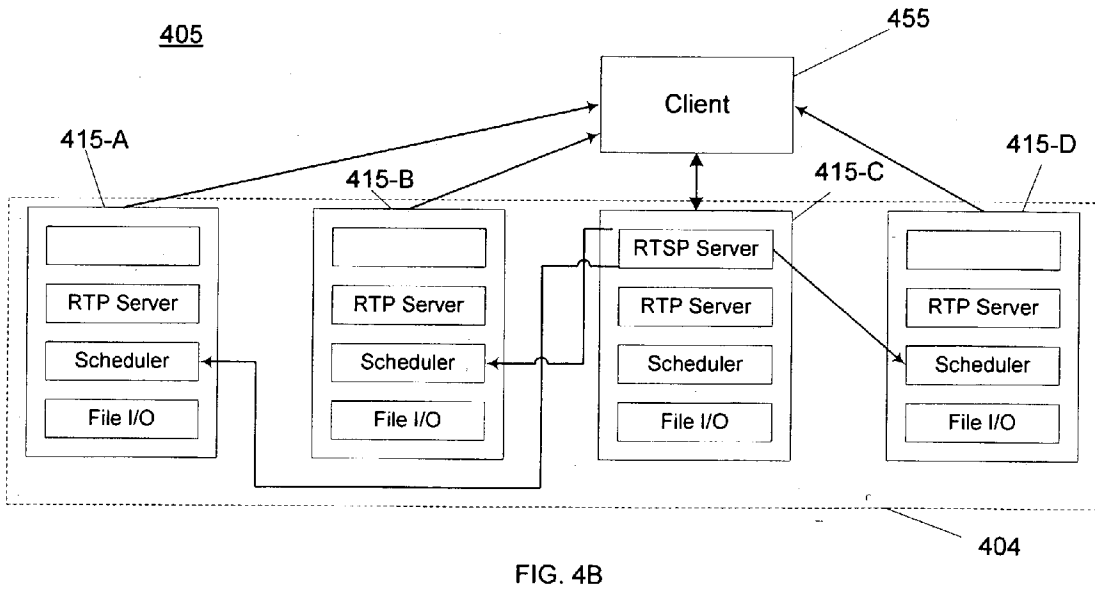 405
455
Client
415-A
415-B
415-C
415-D
RTSP Server
RTP Server
RTP Server
RTP Server
RTP Server
Scheduler
Scheduler
Scheduler
Scheduler
File I/O
File I/O
File I/O
File I/O
404
FIG. 4B